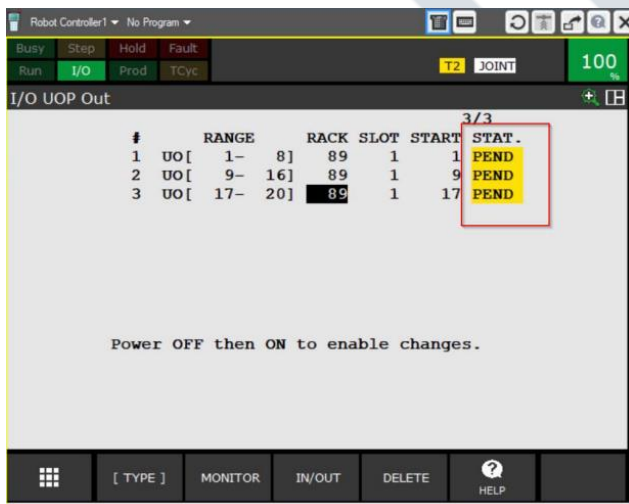 Robot Controller1 No Program
Busy Step Hold Fault
Run I/O Prod TCyc
T2 JOINT
100
%
I/O UOP Out
3/3
# RANGE RACK SLOT START STAT.
1 UO[ 1- 8] 89 1 1 PEND
2 UO[ 9- 16] 89 1 9 PEND
3 UO[ 17- 20] 89 1 17 PEND
Power OFF then ON to enable changes.
[ TYPE ] MONITOR IN/OUT DELETE HELP